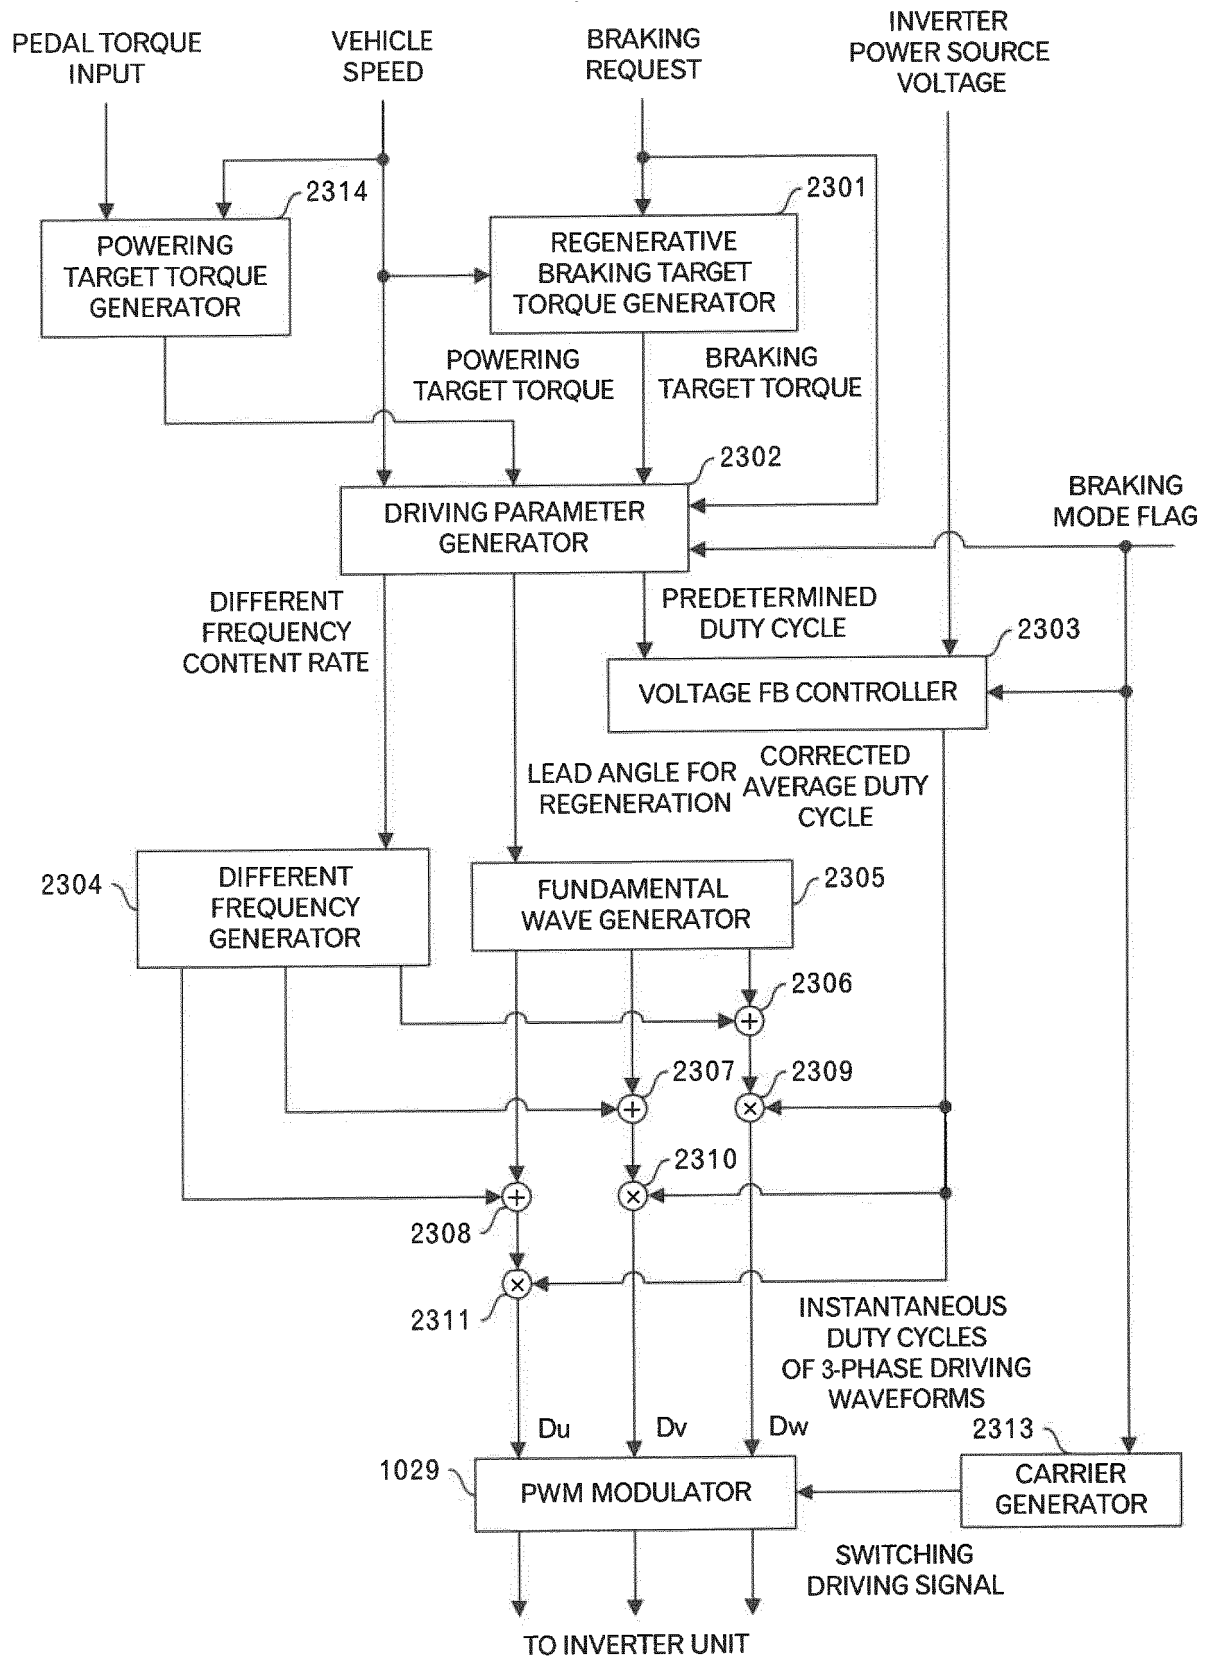 PEDAL TORQUE
INPUT
VEHICLE
SPEED
BRAKING
REQUEST
INVERTER
POWER SOURCE
VOLTAGE
2314
2301
POWERING
TARGET TORQUE
GENERATOR
REGENERATIVE
BRAKING TARGET
TORQUE GENERATOR
POWERING
TARGET TORQUE
BRAKING
TARGET TORQUE
2302
DRIVING PARAMETER
GENERATOR
BRAKING
MODE FLAG
DIFFERENT
FREQUENCY
CONTENT RATE
PREDETERMINED
DUTY CYCLE
2303
VOLTAGE FB CONTROLLER
LEAD ANGLE FOR
REGENERATION
CORRECTED
AVERAGE DUTY
CYCLE
2304
DIFFERENT
FREQUENCY
GENERATOR
FUNDAMENTAL
WAVE GENERATOR
2305
2306
+
2307
2309
+
×
2310
+
×
2308
×
2311
INSTANTANEOUS
DUTY CYCLES
OF 3-PHASE DRIVING
WAVEFORMS
Du
Dv
Dw
2313
1029
PWM MODULATOR
CARRIER
GENERATOR
SWITCHING
DRIVING SIGNAL
TO INVERTER UNIT